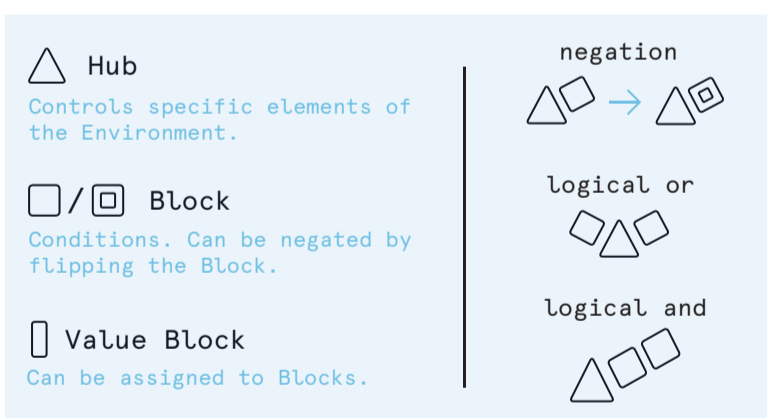 Hub
Controls specific elements of
the Environment.
/ Block
Conditions. Can be negated by
flipping the Block.
Value Block
Can be assigned to Blocks.
negation
logical or
logical and